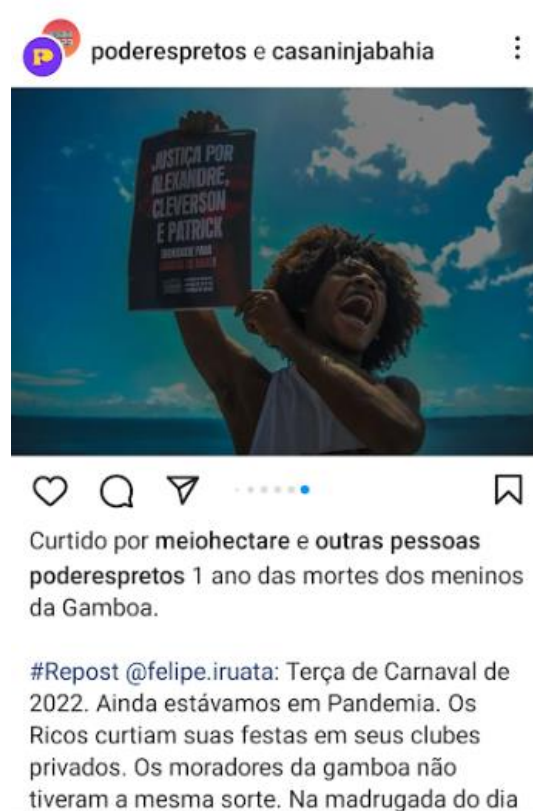 poderespretos e casaninjabahia
JUSTIÇA POR
ALEXANDRE,
CLEVERSON
E PATRICK
Curtido por meiohectare e outras pessoas
poderespretos 1 ano das mortes dos meninos
da Gamboa.
#Repost @felipe.iruata: Terça de Carnaval de
2022. Ainda estávamos em Pandemia. Os
Ricos curtiam suas festas em seus clubes
privados. Os moradores da gamboa não
tiveram a mesma sorte. Na madrugada do dia